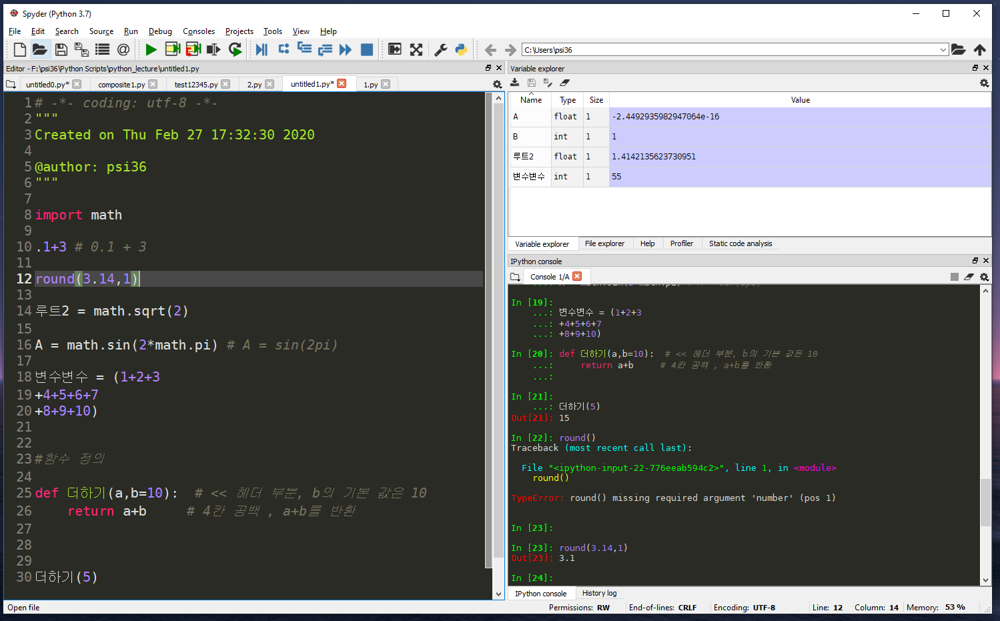 Spyder (Python 3.7)
File Edit Search Source Run Debug Consoles Projects Tools View Help
C:\Users\psi36
Editor - F:\psi36\Python Scripts\python_lecture\untitled1.py
untitled0.py* composite1.py test12345.py 2.py untitled1.py* 1.py
1 # -*- coding: utf-8 -*-
2 """
3 Created on Thu Feb 27 17:32:30 2020
4
5 @author: psi36
6 """
7
8 import math
9
10 .1+3 # 0.1 + 3
11
12 round(3.14,1)
13
14 루트2 = math.sqrt(2)
15
16 A = math.sin(2*math.pi) # A = sin(2pi)
17
18 변수변수 = (1+2+3
19 +4+5+6+7
20 +8+9+10)
21
22
23 #함수 정의
24
25 def 더하기(a,b=10):  # << 헤더 부분, b의 기본 값은 10
26     return a+b     # 4칸 공백 , a+b를 반환
27
28
29
30 더하기(5)
Variable explorer
Name Type Size Value
A float 1 -2.4492935982947064e-16
B int 1 1
루트2 float 1 1.4142135623730951
변수변수 int 1 55
Variable explorer File explorer Help Profiler Static code analysis
IPython console
Console 1/A
In [19]:
...: 변수변수 = (1+2+3
...: +4+5+6+7
...: +8+9+10)
In [20]: def 더하기(a,b=10):  # << 헤더 부분, b의 기본 값은 10
...:     return a+b     # 4칸 공백 , a+b를 반환
...:
In [21]:
...: 더하기(5)
Out[21]: 15
In [22]: round()
Traceback (most recent call last):
File "<ipython-input-22-776eeab594c2>", line 1, in <module>
round()
TypeError: round() missing required argument 'number' (pos 1)
In [23]:
In [23]: round(3.14,1)
Out[23]: 3.1
In [24]:
IPython console History log
Open file Permissions: RW End-of-lines: CRLF Encoding: UTF-8 Line: 12 Column: 14 Memory: 53 %